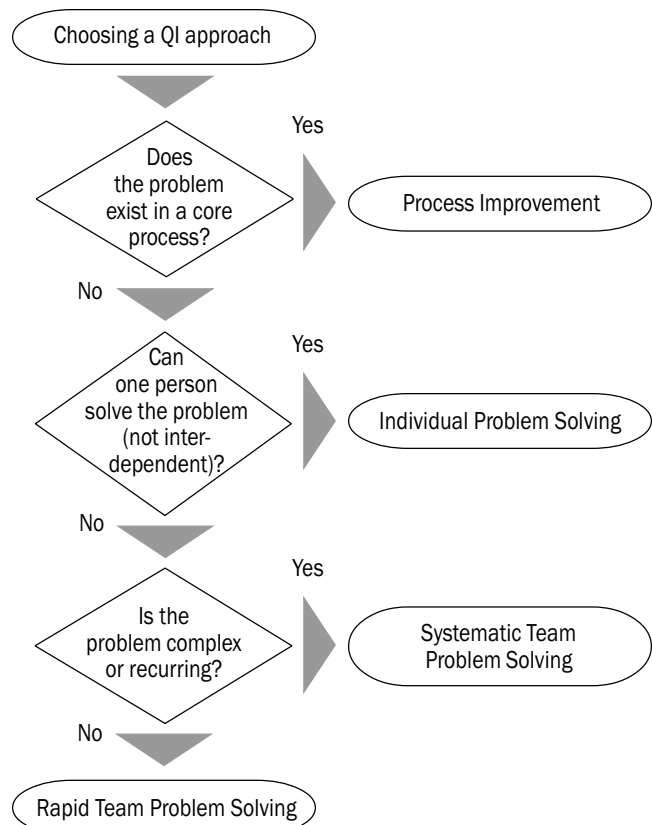 Choosing a QI approach
Yes
Does
the problem
exist in a core
process?
Process Improvement
No
Yes
Can
one person
solve the problem
(not inter-
dependent)?
Individual Problem Solving
No
Yes
Is the
problem complex
or recurring?
Systematic Team
Problem Solving
No
Rapid Team Problem Solving